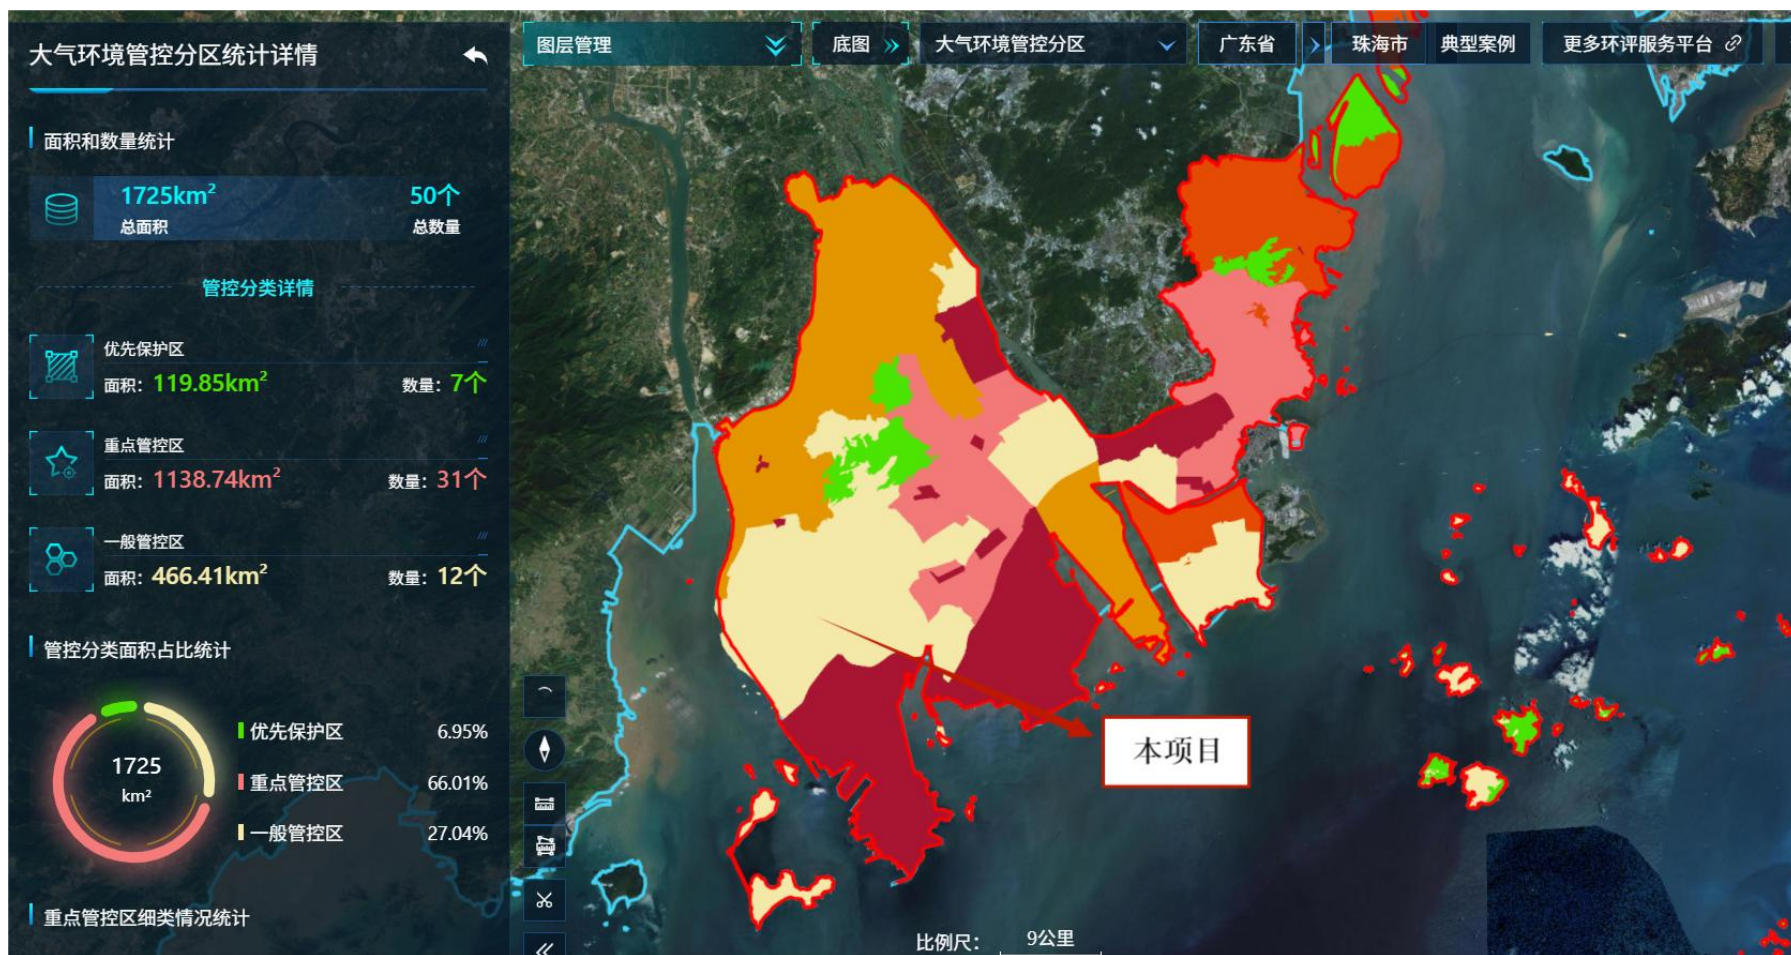 大气环境管控分区统计详情
图层管理
底图
大气环境管控分区
广东省
珠海市
典型案例
更多环评服务平台
面积和数量统计
1725km²
50个
总面积
总数量
管控分类详情
优先保护区
面积：119.85km²
数量：7个
重点管控区
面积：1138.74km²
数量：31个
一般管控区
面积：466.41km²
数量：12个
管控分类面积占比统计
1725
km²
优先保护区 6.95%
重点管控区 66.01%
一般管控区 27.04%
重点管控区细类情况统计
本项目
比例尺： 9公里